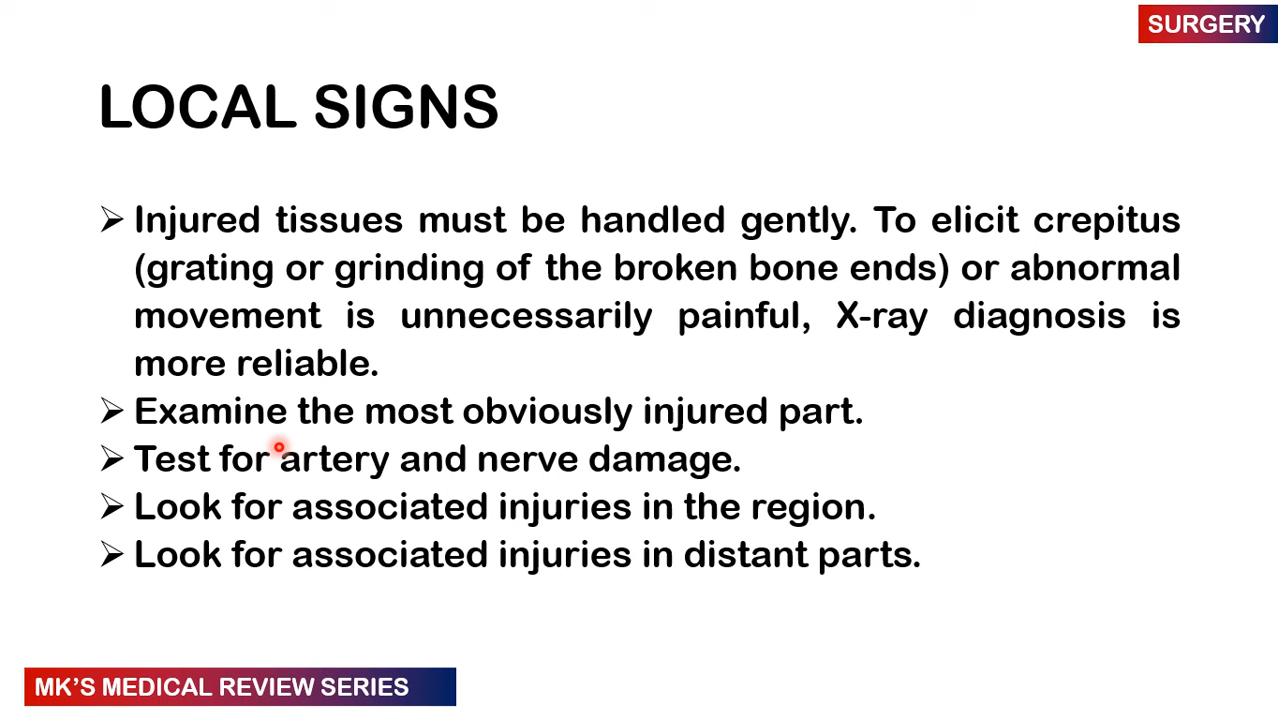 SURGERY
LOCAL SIGNS
Injured tissues must be handled gently. To elicit crepitus
(grating or grinding of the broken bone ends) or abnormal
movement is unnecessarily painful, X-ray diagnosis is
more reliable.
Examine the most obviously injured part.
Test for artery and nerve damage.
Look for associated injuries in the region.
Look for associated injuries in distant parts.
MK'S MEDICAL REVIEW SERIES